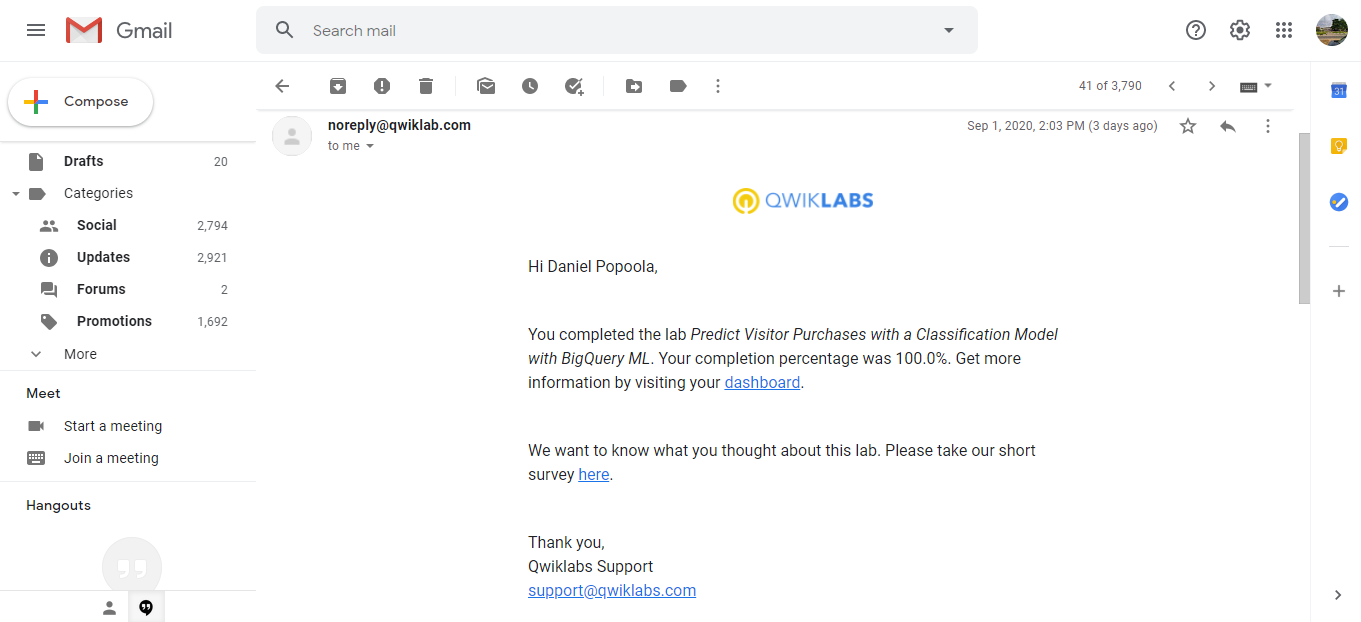 Gmail
Search mail
Compose
41 of 3,790
31
noreply@qwiklab.com
Sep 1, 2020, 2:03 PM (3 days ago)
to me
Drafts 20
Categories
Social 2,794
Updates 2,921
Forums 2
Promotions 1,692
More
Meet
Start a meeting
Join a meeting
Hangouts
QWIKLABS
Hi Daniel Popoola,
You completed the lab Predict Visitor Purchases with a Classification Model
with BigQuery ML. Your completion percentage was 100.0%. Get more
information by visiting your dashboard.
We want to know what you thought about this lab. Please take our short
survey here.
Thank you,
Qwiklabs Support
support@qwiklabs.com